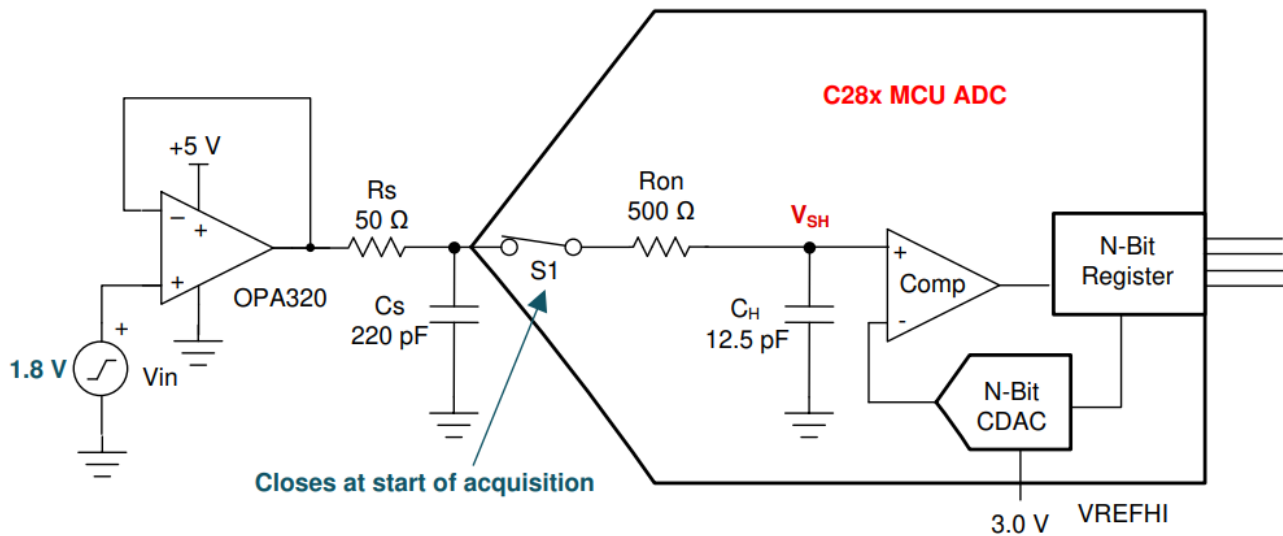 C28x MCU ADC
+5 V
Rs
50 Ω
Ron
500 Ω
VSH
−
+
+
OPA320
S1
+
Comp
-
N-Bit
Register
Cs
220 pF
CH
12.5 pF
+
1.8 V
Vin
N-Bit
CDAC
Closes at start of acquisition
3.0 V
VREFHI